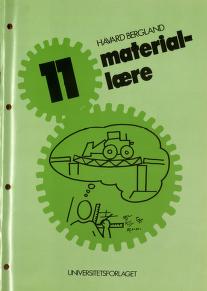 HÅVARD BERGLAND
11
material-
lære
UNIVERSITETSFORLAGET